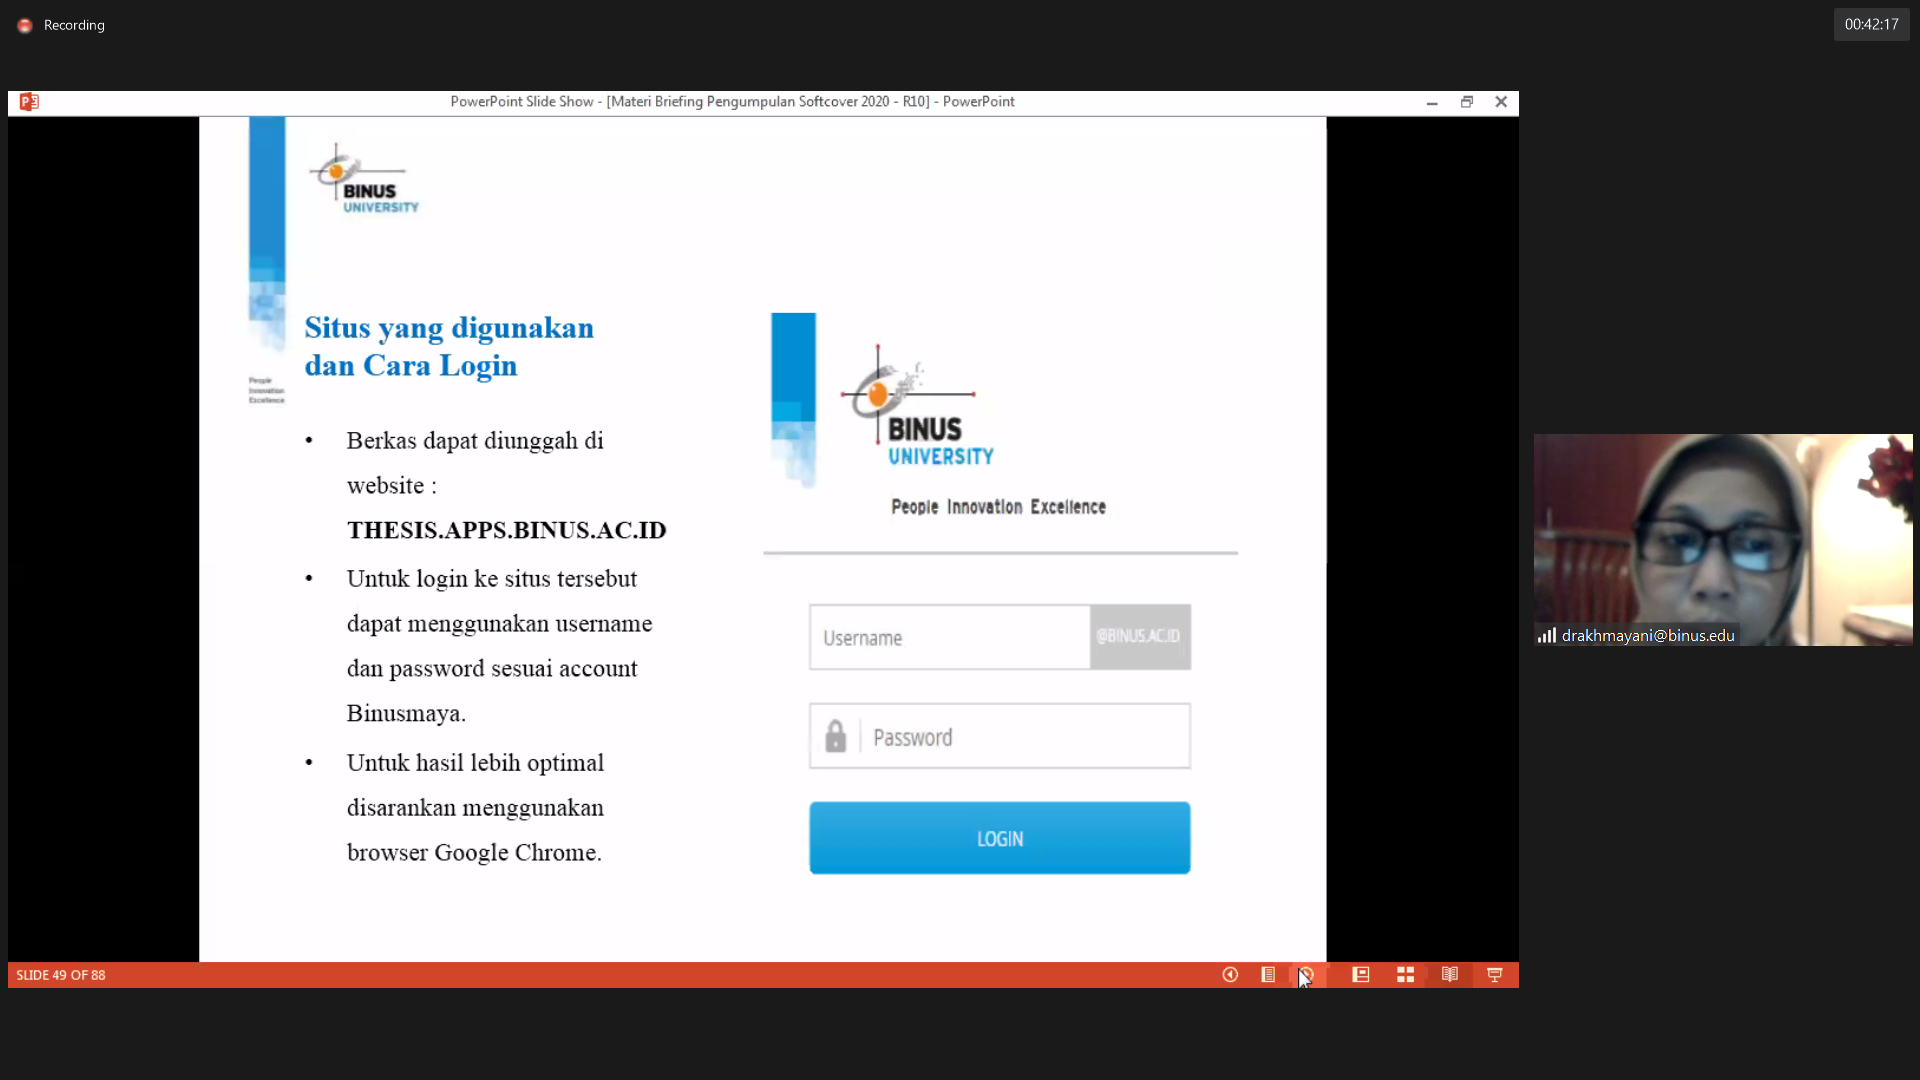 Recording
00:42:17
PowerPoint Slide Show - [Materi Briefing Pengumpulan Softcover 2020 - R10] - PowerPoint
BINUS
UNIVERSITY
Situs yang digunakan
dan Cara Login
People
Innovation
Excellence
• Berkas dapat diunggah di
website :
THESIS.APPS.BINUS.AC.ID
• Untuk login ke situs tersebut
dapat menggunakan username
dan password sesuai account
Binusmaya.
• Untuk hasil lebih optimal
disarankan menggunakan
browser Google Chrome.
BINUS
UNIVERSITY
People Innovation Excellence
Username
@BINUS.AC.ID
Password
LOGIN
drakhmayani@binus.edu
SLIDE 49 OF 88